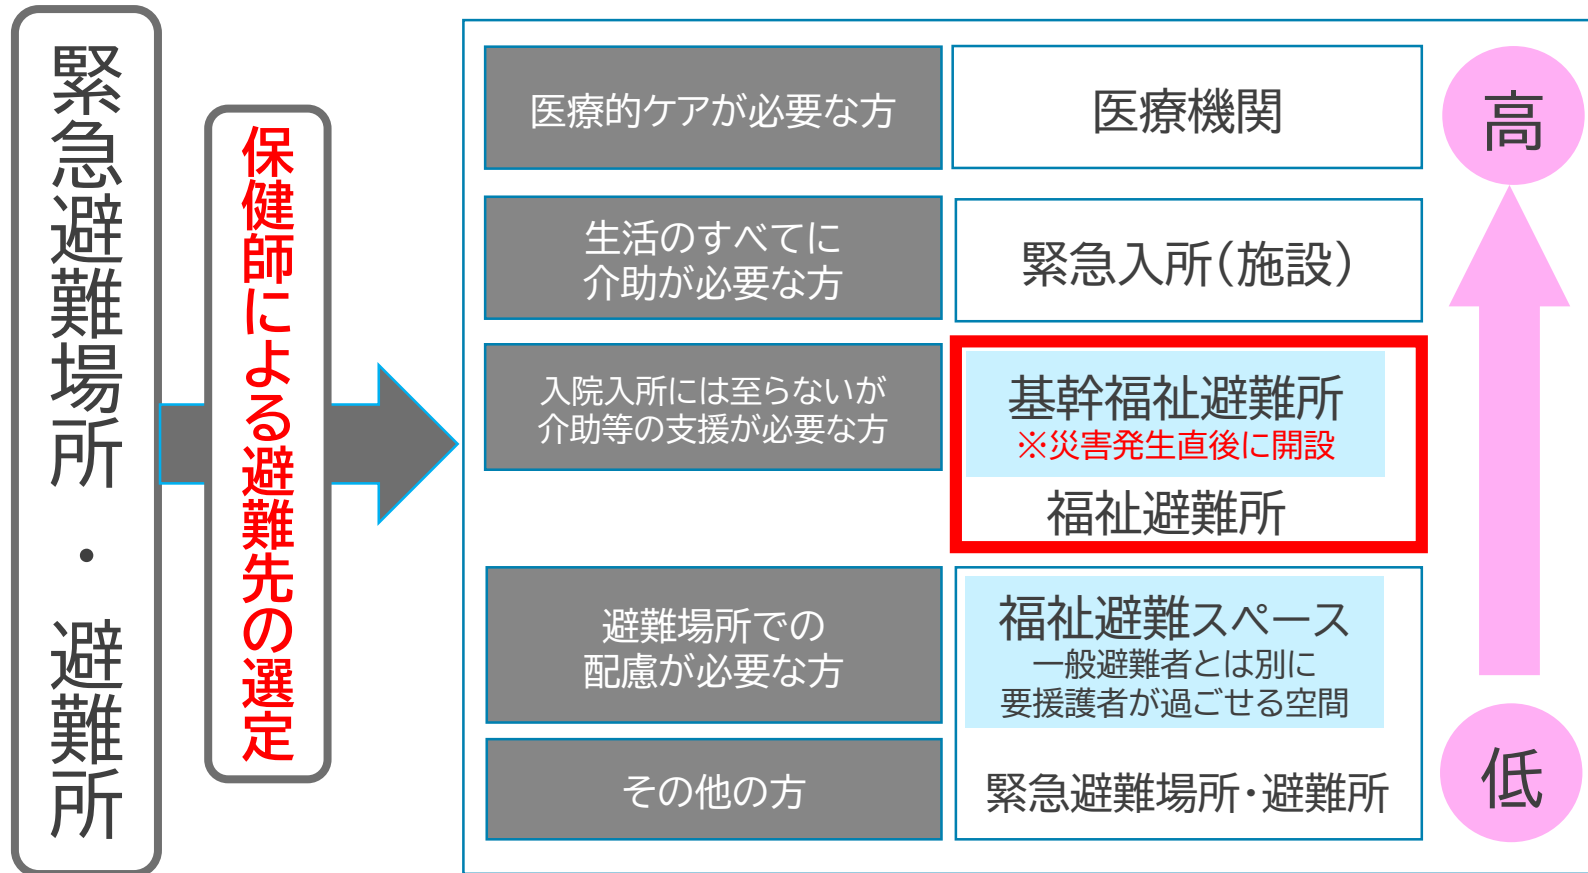 緊急避難場所・避難所
保健師による避難先の選定
医療的ケアが必要な方
医療機関
生活のすべてに
介助が必要な方
緊急入所(施設)
入院入所には至らないが
介助等の支援が必要な方
基幹福祉避難所
※災害発生直後に開設
福祉避難所
避難場所での
配慮が必要な方
福祉避難スペース
一般避難者とは別に
要援護者が過ごせる空間
その他の方
緊急避難場所・避難所
高
低